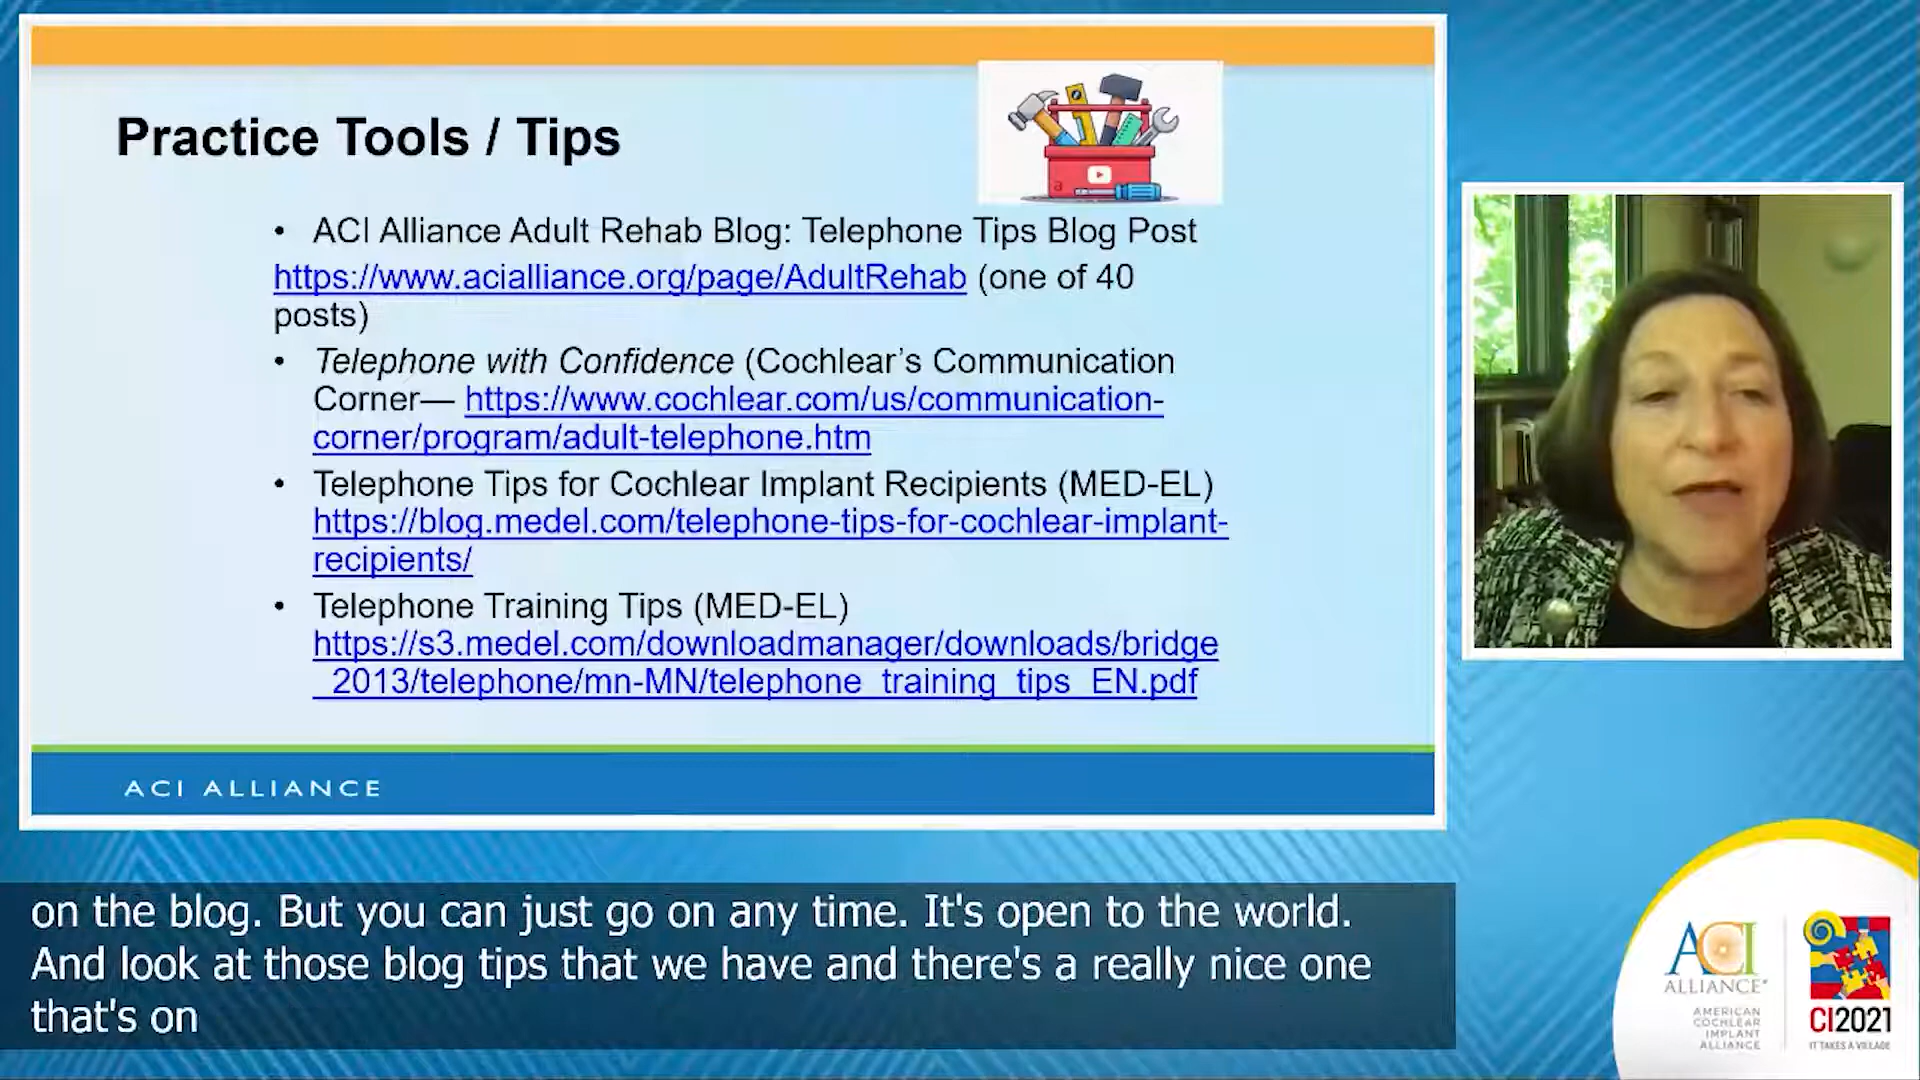 Practice Tools / Tips
• ACI Alliance Adult Rehab Blog: Telephone Tips Blog Post
https://www.acialliance.org/page/AdultRehab (one of 40
posts)
• Telephone with Confidence (Cochlear’s Communication
Corner— https://www.cochlear.com/us/communication-
corner/program/adult-telephone.htm
• Telephone Tips for Cochlear Implant Recipients (MED-EL)
https://blog.medel.com/telephone-tips-for-cochlear-implant-
recipients/
• Telephone Training Tips (MED-EL)
https://s3.medel.com/downloadmanager/downloads/bridge
_2013/telephone/mn-MN/telephone_training_tips_EN.pdf
ACI ALLIANCE
on the blog. But you can just go on any time. It's open to the world.
And look at those blog tips that we have and there's a really nice one
that's on
ACI
ALLIANCE
AMERICAN
COCHLEAR
IMPLANT
ALLIANCE
CI2021
IT TAKES A VILLAGE